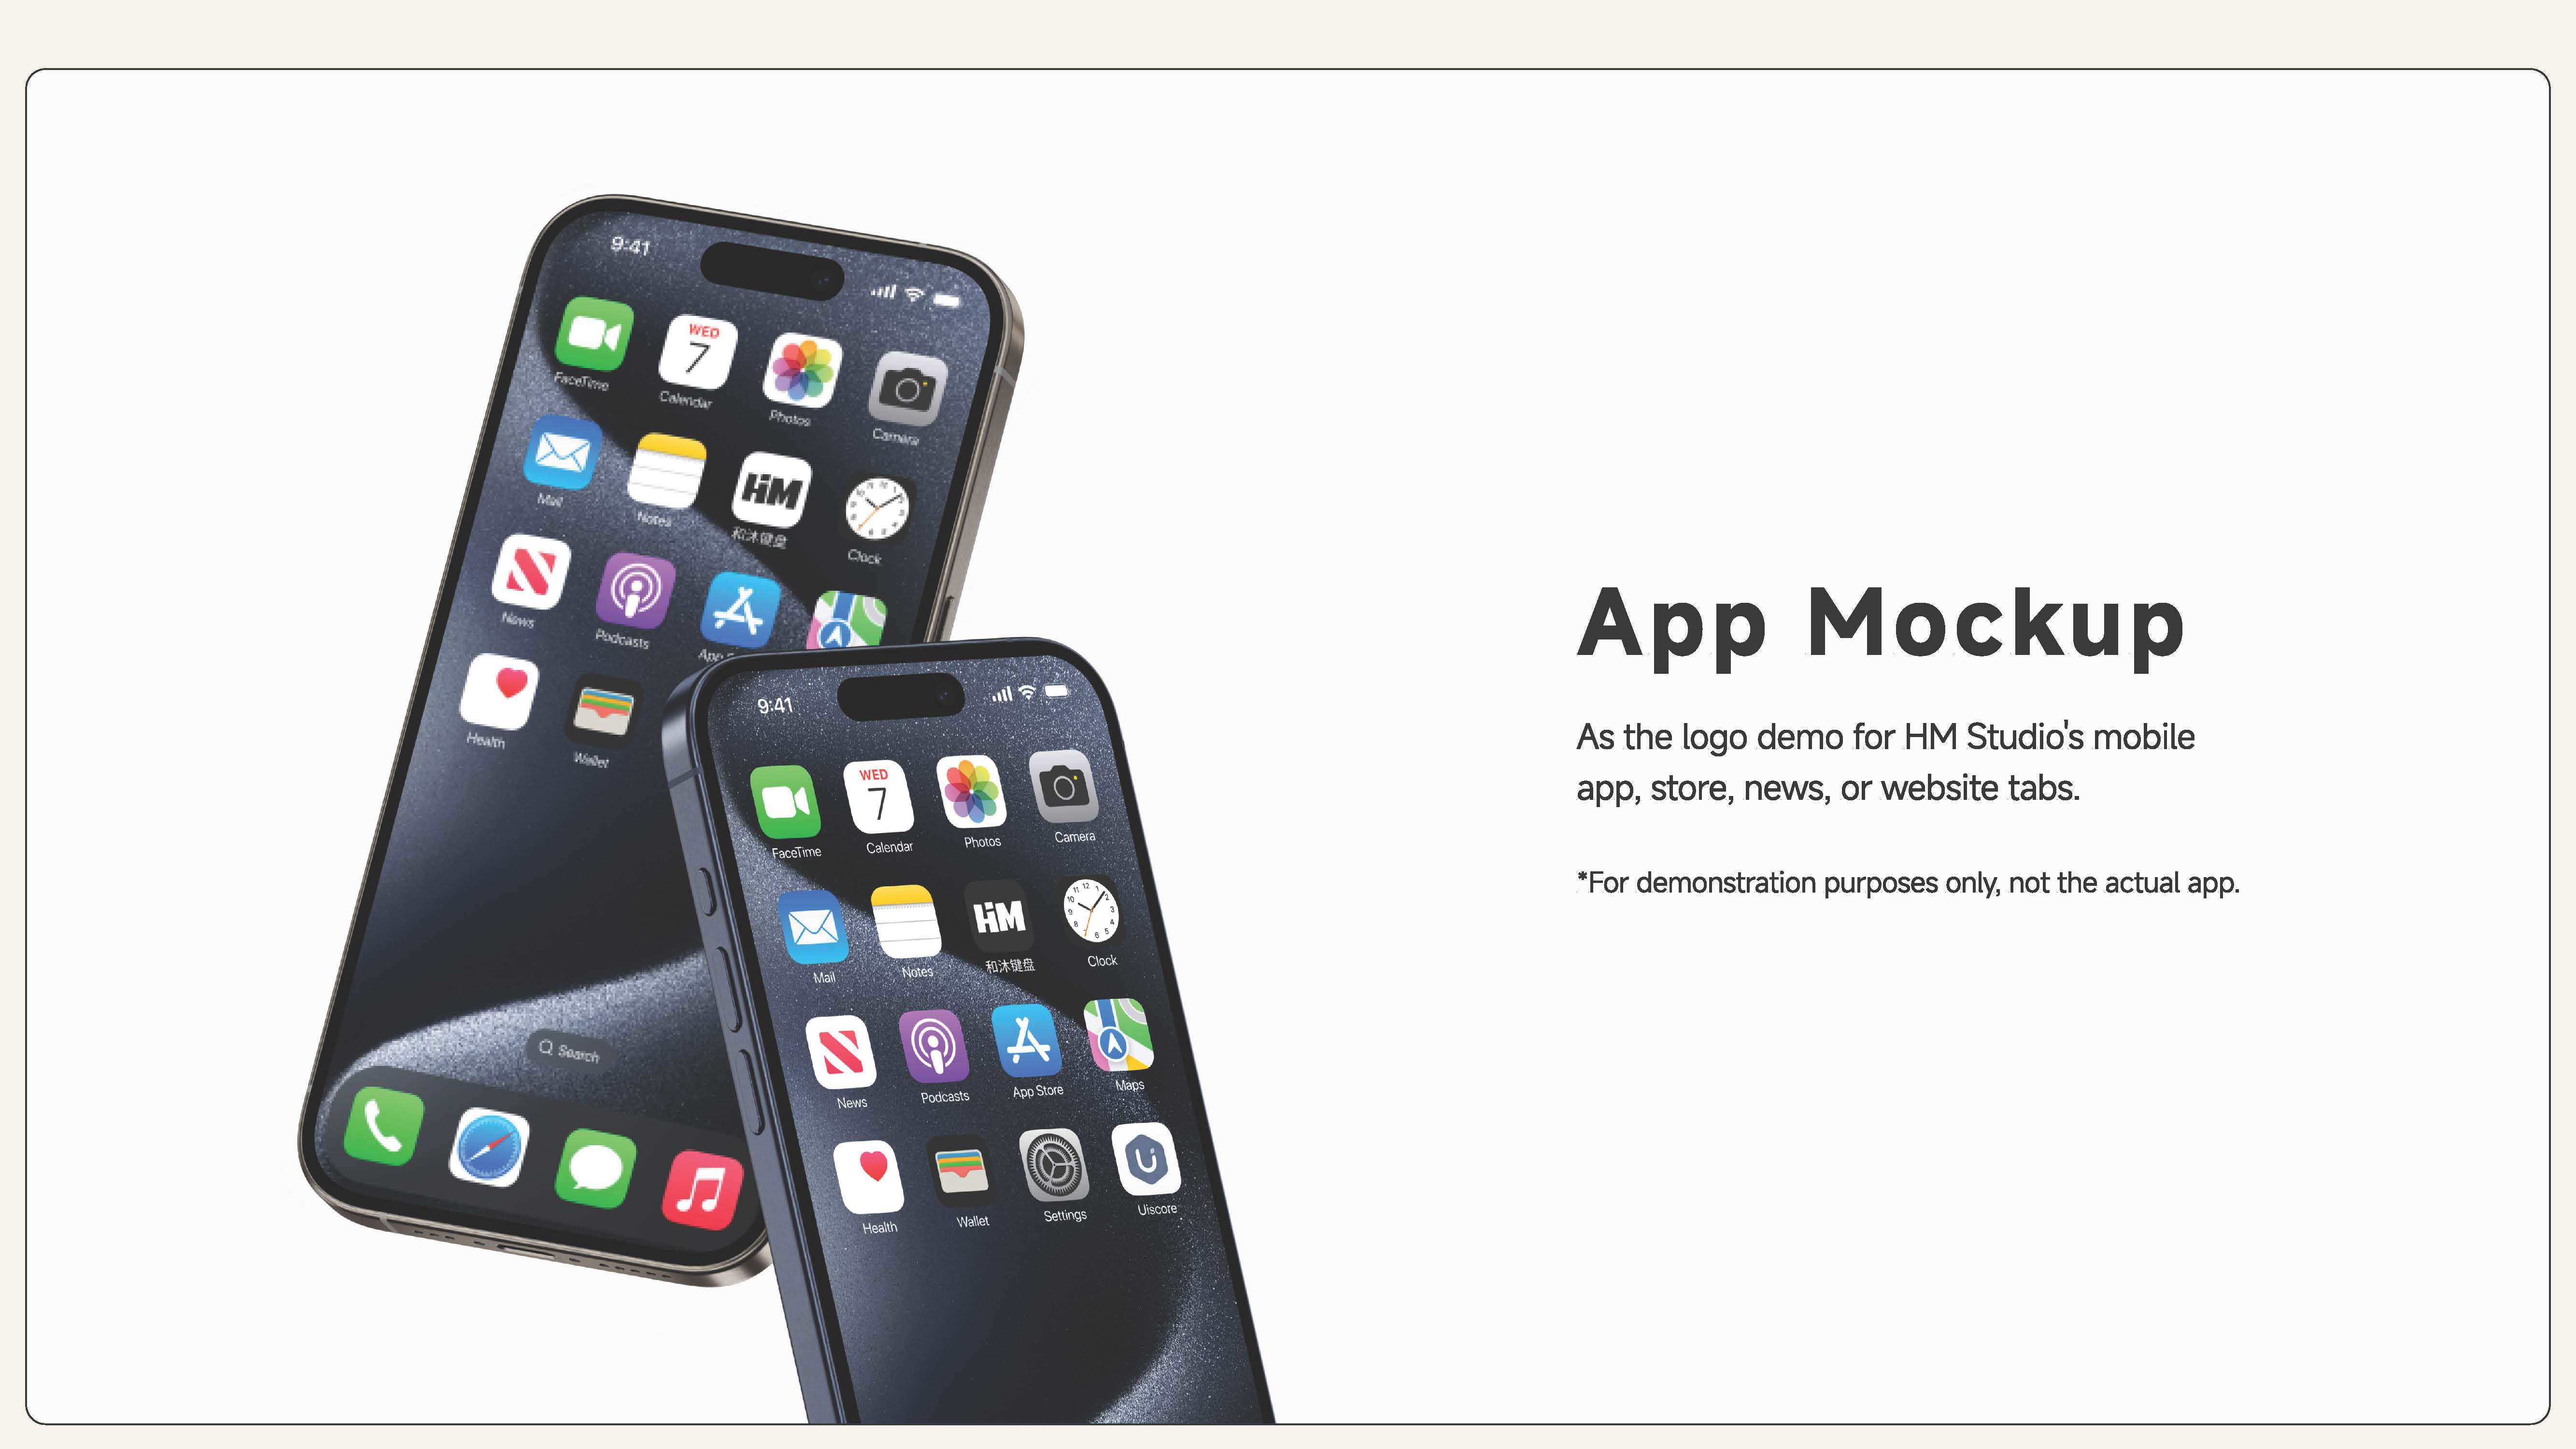 9:41
WED
7
FaceTime
Calendar
Photos
Camera
HM
Mail
Notes
和沐键盘
Clock
News
Podcasts
App
Health
Wallet
Search
9:41
WED
7
FaceTime
Calendar
Photos
Camera
HM
Mail
Notes
和沐键盘
Clock
News
Podcasts
App Store
Maps
Health
Wallet
Settings
Uiscore
App Mockup
As the logo demo for HM Studio's mobile
app, store, news, or website tabs.
*For demonstration purposes only, not the actual app.